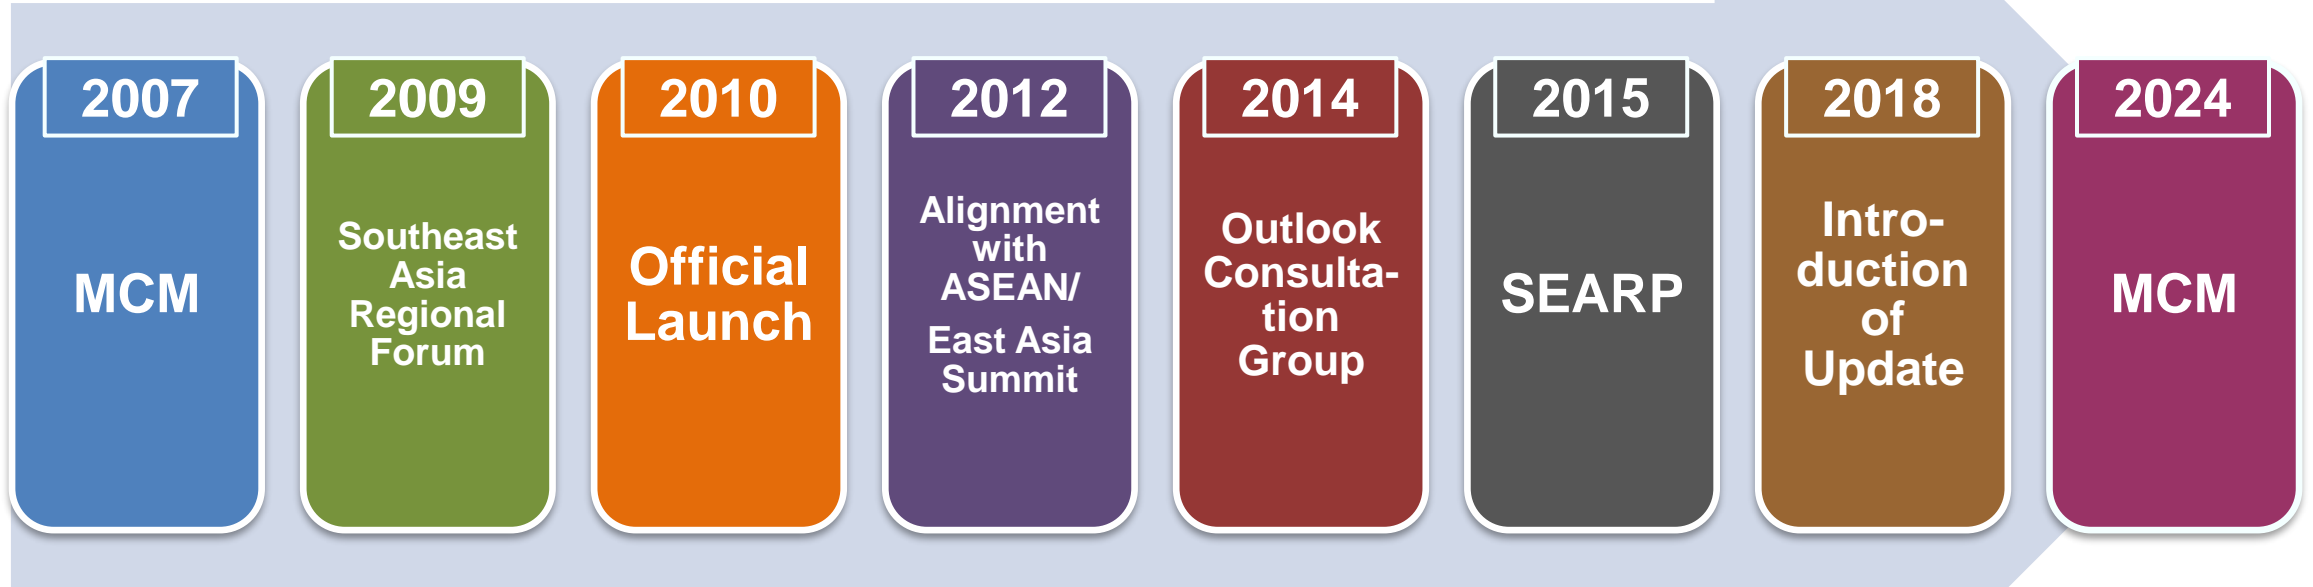 2007
MCM
2009
Southeast
Asia
Regional
Forum
2010
Official
Launch
2012
Alignment
with
ASEAN/
East Asia
Summit
2014
Outlook
Consulta-
tion
Group
2015
SEARP
2018
Intro-
duction
of
Update
2024
MCM